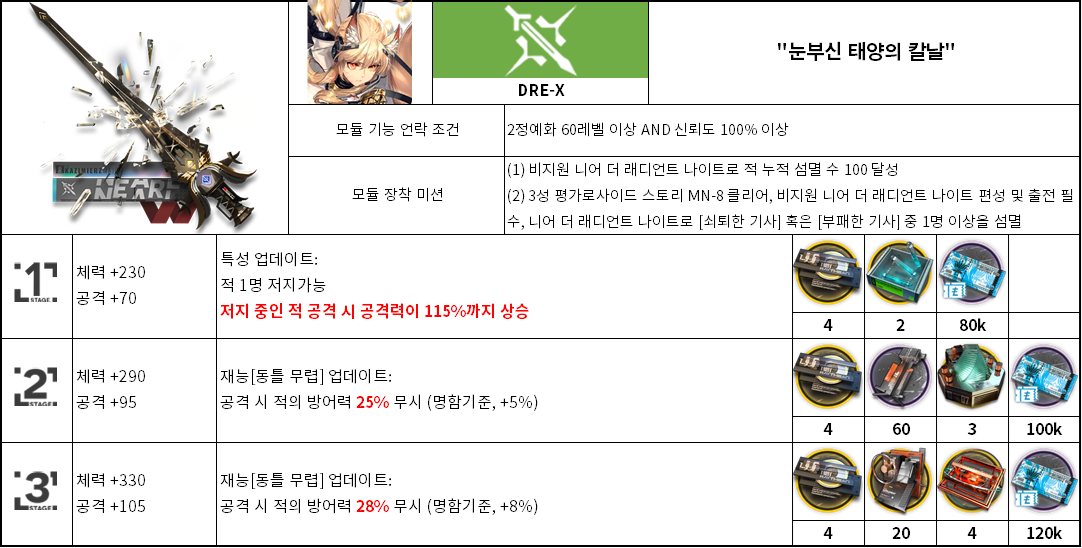 KAZIMIERZ
NEARL
"눈부신 태양의 칼날"
DRE-X
모듈 기능 언락 조건
2정예화 60레벨 이상 AND 신뢰도 100% 이상
모듈 장착 미션
(1) 비지원 니어 더 래디언트 나이트로 적 누적 섬멸 수 100 달성
(2) 3성 평가로사이드 스토리 MN-8 클리어, 비지원 니어 더 래디언트 나이트 편성 및 출전 필
수, 니어 더 래디언트 나이트로 [쇠퇴한 기사] 혹은 [부패한 기사] 중 1명 이상을 섬멸
1
STAGE.
체력 +230
공격 +70
특성 업데이트:
적 1명 저지가능
저지 중인 적 공격 시 공격력이 115%까지 상승
4
2
80k
2
STAGE.
체력 +290
공격 +95
재능[동틀 무렵] 업데이트:
공격 시 적의 방어력 25% 무시 (명함기준, +5%)
4
60
3
100k
3
STAGE.
체력 +330
공격 +105
재능[동틀 무렵] 업데이트:
공격 시 적의 방어력 28% 무시 (명함기준, +8%)
4
20
4
120k